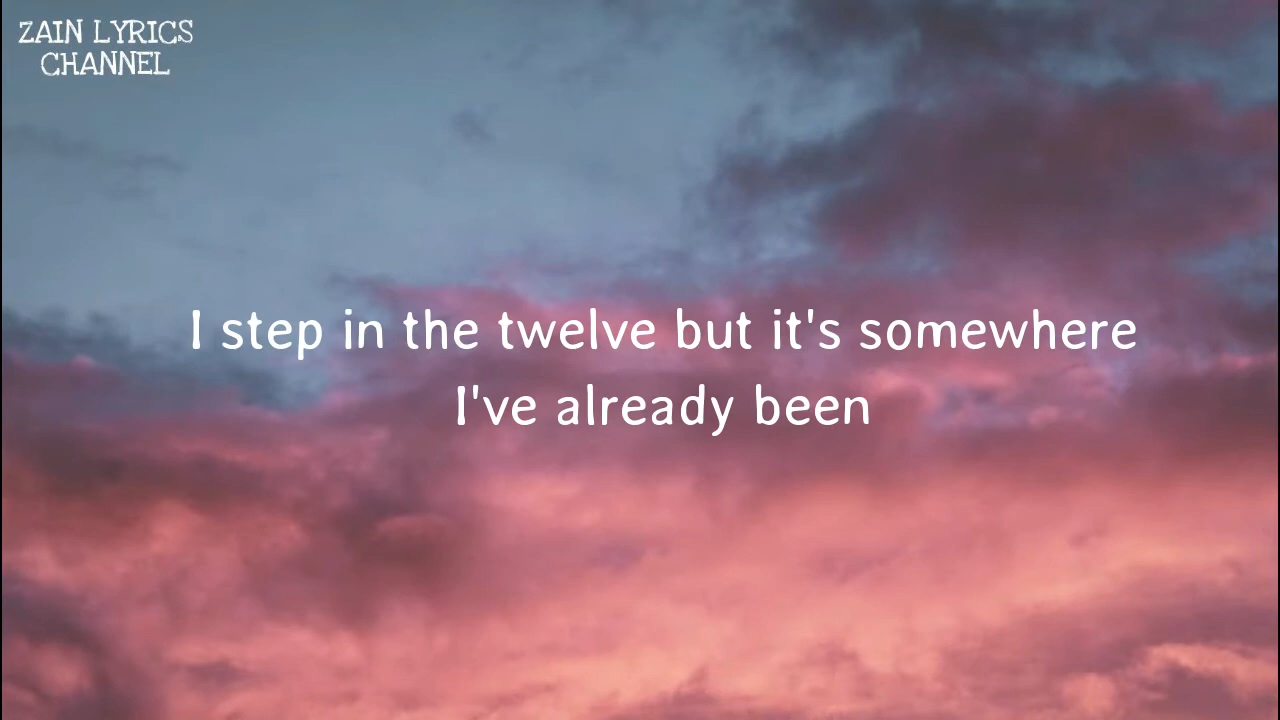 ZAIN LYRICS
CHANNEL
I step in the twelve but it's somewhere
I've already been